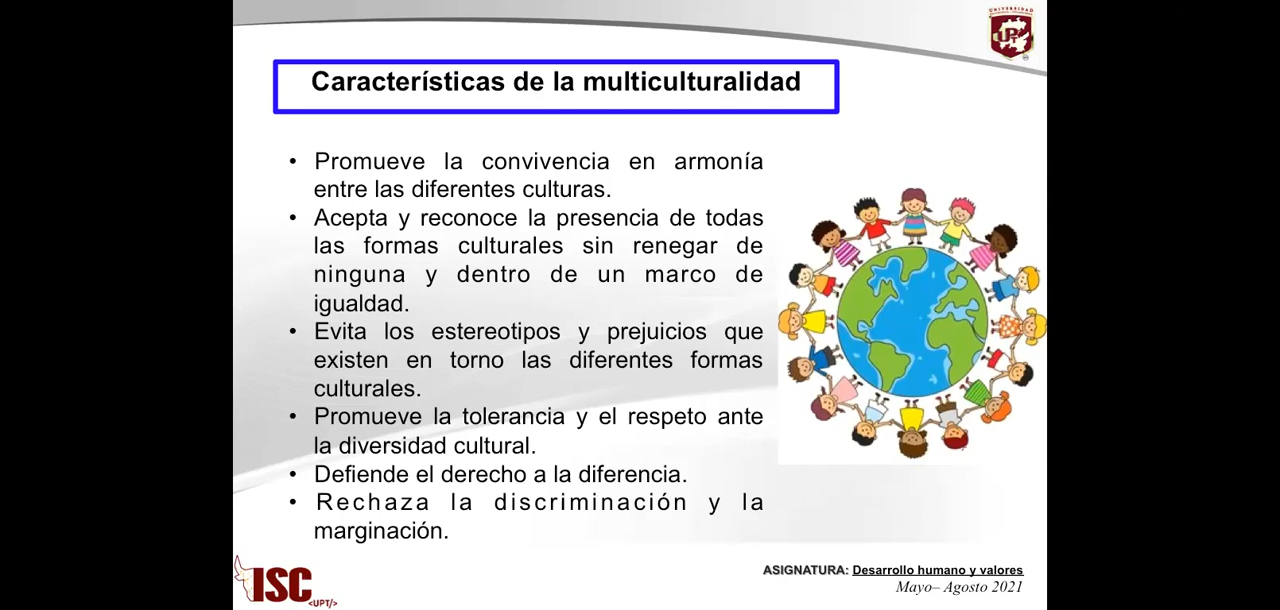 UNIVERSIDAD
UPT
Características de la multiculturalidad
• Promueve la convivencia en armonía
entre las diferentes culturas.
• Acepta y reconoce la presencia de todas
las formas culturales sin renegar de
ninguna y dentro de un marco de
igualdad.
• Evita los estereotipos y prejuicios que
existen en torno las diferentes formas
culturales.
• Promueve la tolerancia y el respeto ante
la diversidad cultural.
• Defiende el derecho a la diferencia.
• Rechaza la discriminación y la
marginación.
ISC
<UPT/>
ASIGNATURA: Desarrollo humano y valores
Mayo– Agosto 2021